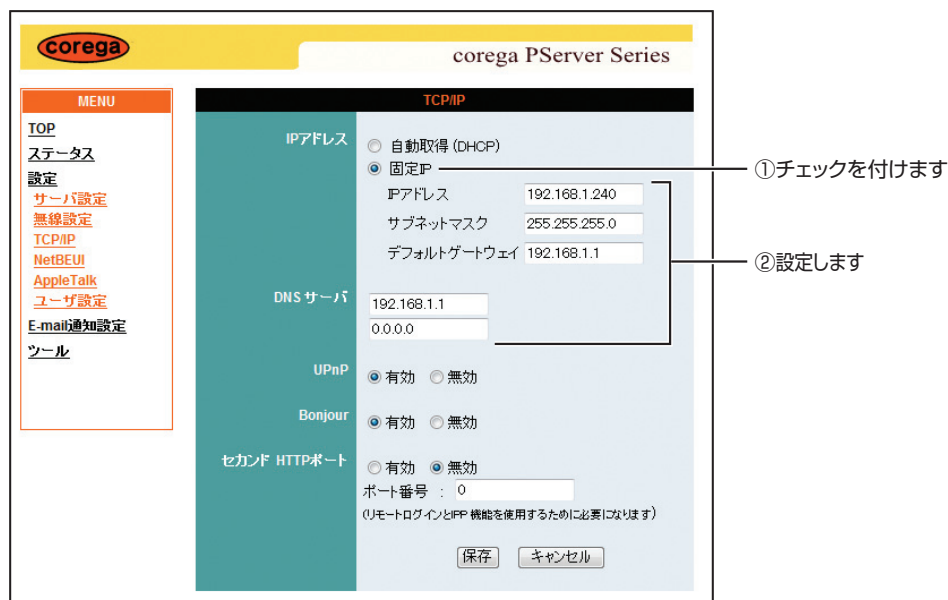 corega
corega PServer Series
MENU
TOP
ステータス
設定
サーバ設定
無線設定
TCP/IP
NetBEUI
AppleTalk
ユーザ設定
E-mail通知設定
ツール
TCP/IP
IPアドレス
自動取得 (DHCP)
固定IP
IPアドレス 192.168.1.240
サブネットマスク 255.255.255.0
デフォルトゲートウェイ 192.168.1.1
DNS サーバ
192.168.1.1
0.0.0.0
UPnP
有効 無効
Bonjour
有効 無効
セカンド HTTPポート
有効 無効
ポート番号 : 0
(リモートログインとIPP 機能を使用するために必要になります)
保存 キャンセル
①チェックを付けます
②設定します